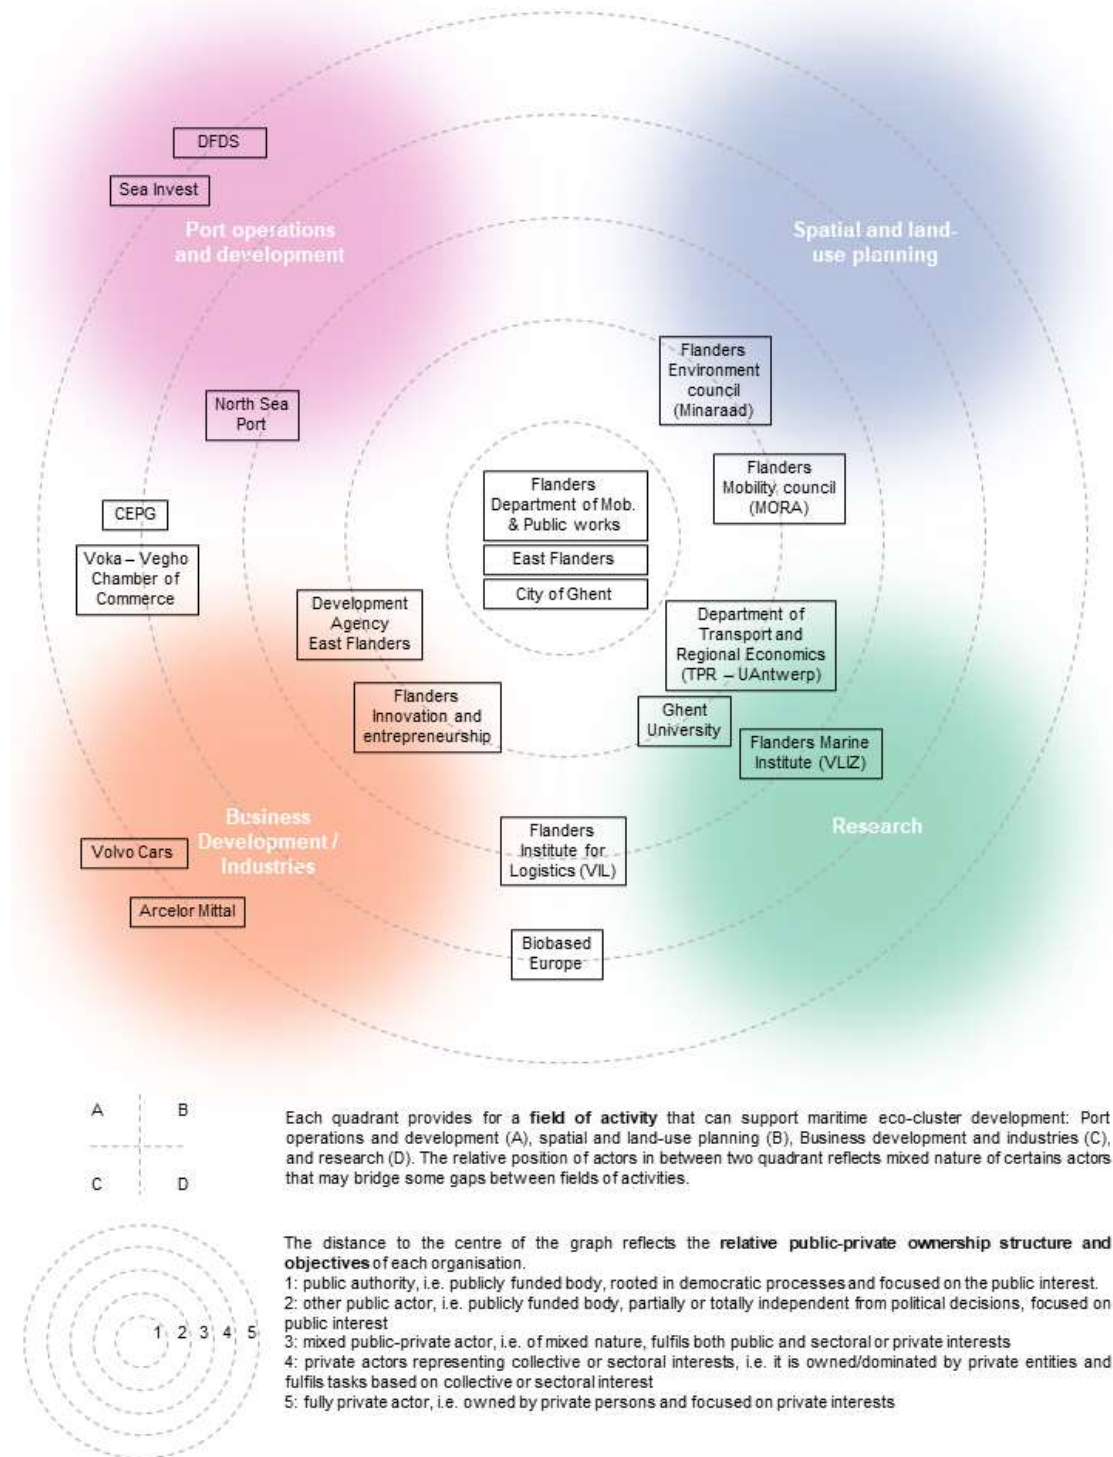 DFDS
Sea Invest
Port operations
and development
Spatial and land-
use planning
Flanders
Environment
council
(Minaraad)
North Sea
Port
Flanders
Mobility council
(MORA)
Flanders
Department of Mob.
& Public works
CEPG
East Flanders
Voka – Vegho
Chamber of
Commerce
City of Ghent
Development
Agency
East Flanders
Department of
Transport and
Regional Economics
(TPR – UAntwerp)
Flanders
Innovation and
entrepreneurship
Ghent
University
Flanders Marine
Institute (VLIZ)
Business
Development /
Industries
Research
Flanders
Institute for
Logistics (VIL)
Volvo Cars
Arcelor Mittal
Biobased
Europe
A B
C D
Each quadrant provides for a field of activity that can support maritime eco-cluster development: Port
operations and development (A), spatial and land-use planning (B), Business development and industries (C),
and research (D). The relative position of actors in between two quadrant reflects mixed nature of certains actors
that may bridge some gaps between fields of activities.
1 2 3 4 5
The distance to the centre of the graph reflects the relative public-private ownership structure and
objectives of each organisation.
1: public authority, i.e. publicly funded body, rooted in democratic processes and focused on the public interest.
2: other public actor, i.e. publicly funded body, partially or totally independent from political decisions, focused on
public interest
3: mixed public-private actor, i.e. of mixed nature, fulfils both public and sectoral or private interests
4: private actors representing collective or sectoral interests, i.e. it is owned/dominated by private entities and
fulfils tasks based on collective or sectoral interest
5: fully private actor, i.e. owned by private persons and focused on private interests